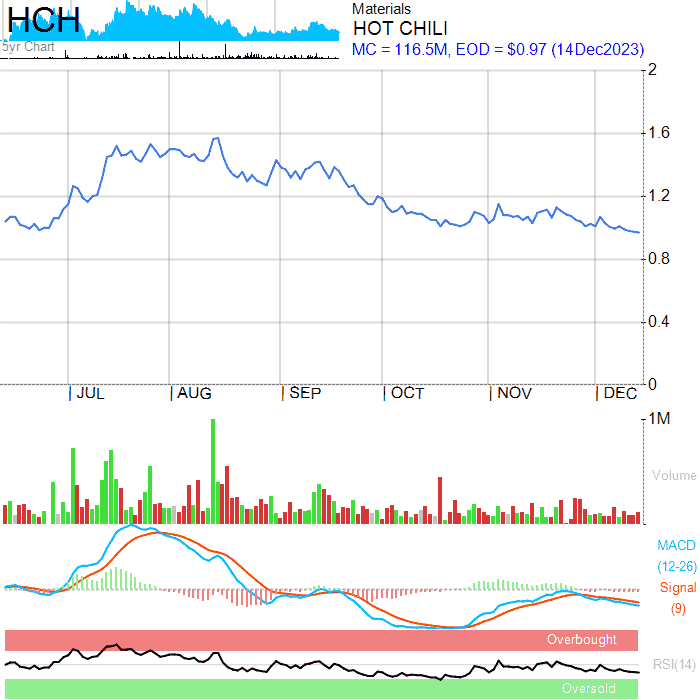 HCH
5yr Chart
Materials
HOT CHILI
MC = 116.5M, EOD = $0.97 (14Dec2023)
2
1.6
1.2
0.8
0.4
0
JUL
AUG
SEP
OCT
NOV
DEC
1M
Volume
MACD
(12-26)
Signal
(9)
Overbought
RSI(14)
Oversold